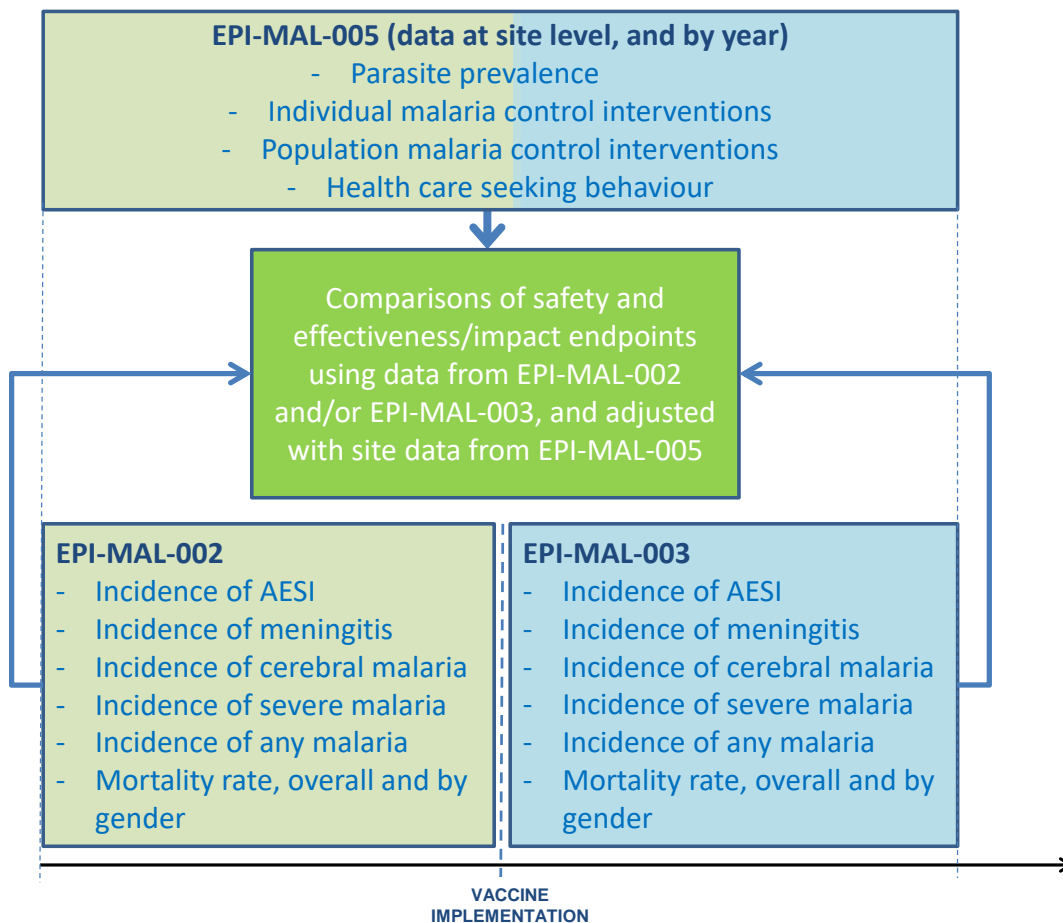 EPI-MAL-005 (data at site level, and by year)
- Parasite prevalence
- Individual malaria control interventions
- Population malaria control interventions
- Health care seeking behaviour
Comparisons of safety and
effectiveness/impact endpoints
using data from EPI-MAL-002
and/or EPI-MAL-003, and adjusted
with site data from EPI-MAL-005
EPI-MAL-002
- Incidence of AESI
- Incidence of meningitis
- Incidence of cerebral malaria
- Incidence of severe malaria
- Incidence of any malaria
- Mortality rate, overall and by
gender
EPI-MAL-003
- Incidence of AESI
- Incidence of meningitis
- Incidence of cerebral malaria
- Incidence of severe malaria
- Incidence of any malaria
- Mortality rate, overall and by
gender
VACCINE
IMPLEMENTATION